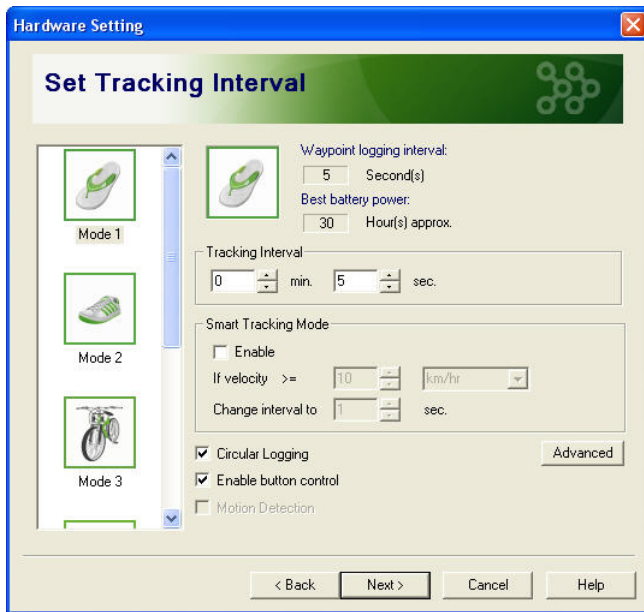 Hardware Setting
Set Tracking Interval
Mode 1
Mode 2
Mode 3
Waypoint logging interval:
5 Second(s)
Best battery power:
30 Hour(s) approx.
Tracking Interval
0 min. 5 sec.
Smart Tracking Mode
Enable
If velocity >= 10 km/hr
Change interval to 1 sec.
Circular Logging
Advanced
Enable button control
Motion Detection
< Back Next > Cancel Help